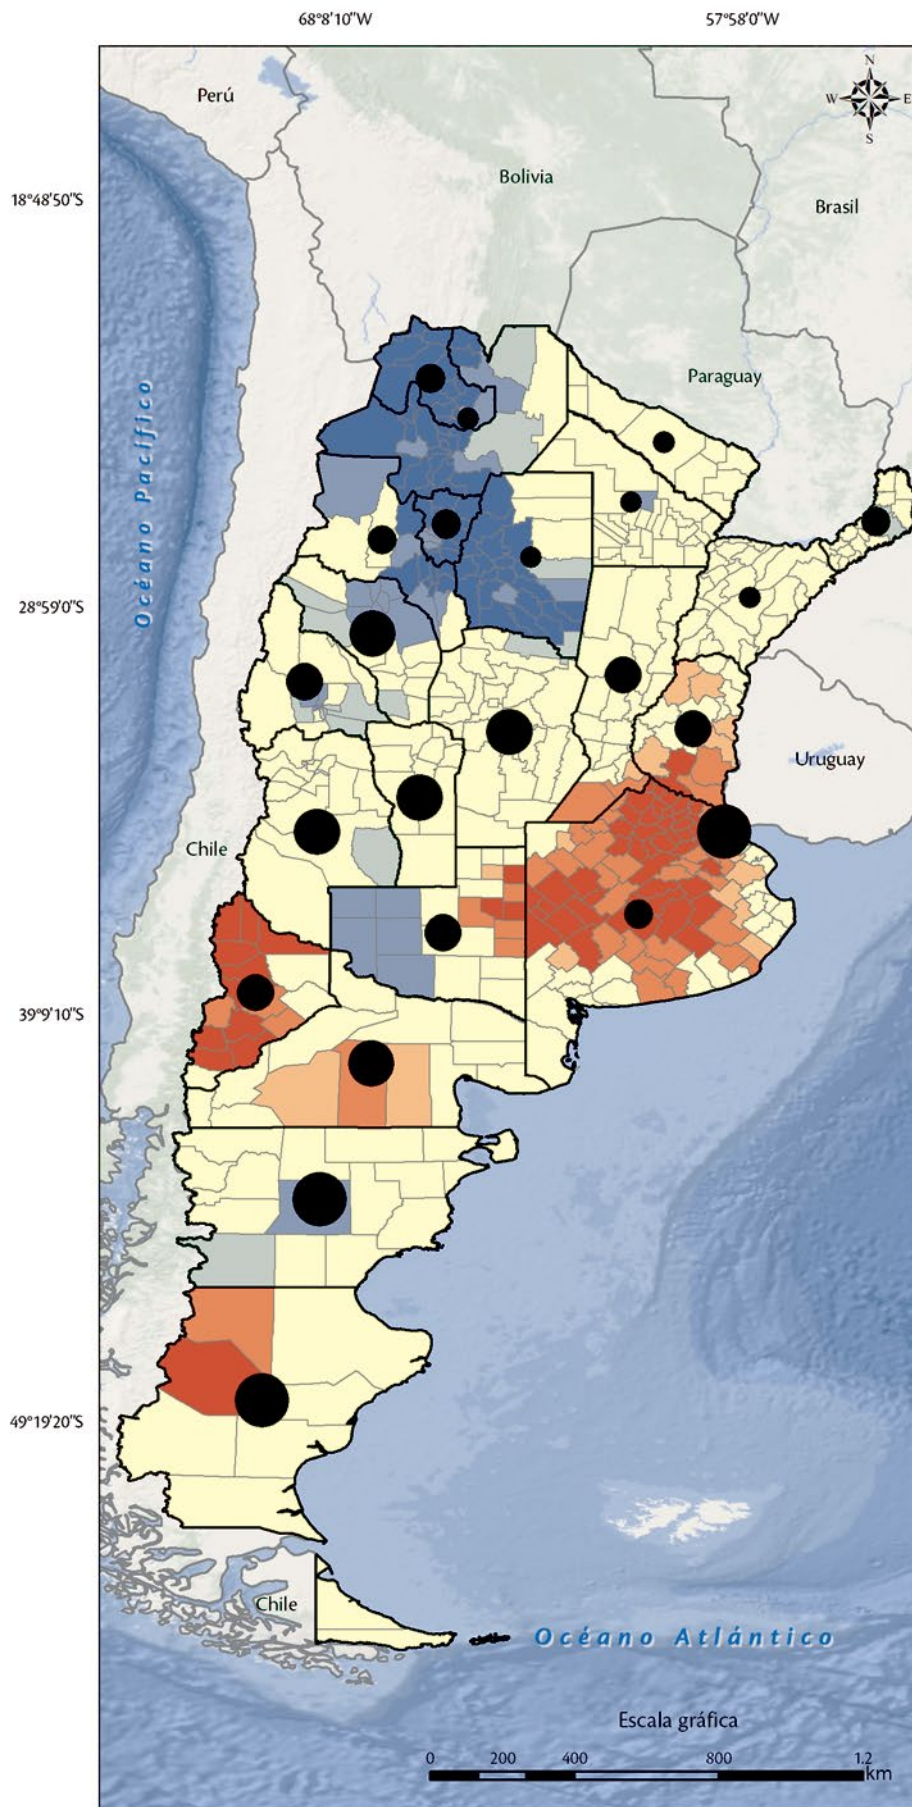 68°8'10"W
57°58'0"W
N
W
E
S
Perú
Bolivia
Brasil
18°48'50"S
Paraguay
Océano Pacífico
28°59'0"S
Uruguay
Chile
39°9'10"S
49°19'20"S
Chile
Océano Atlántico
Escala gráfica
0 200 400 800 1.2
km